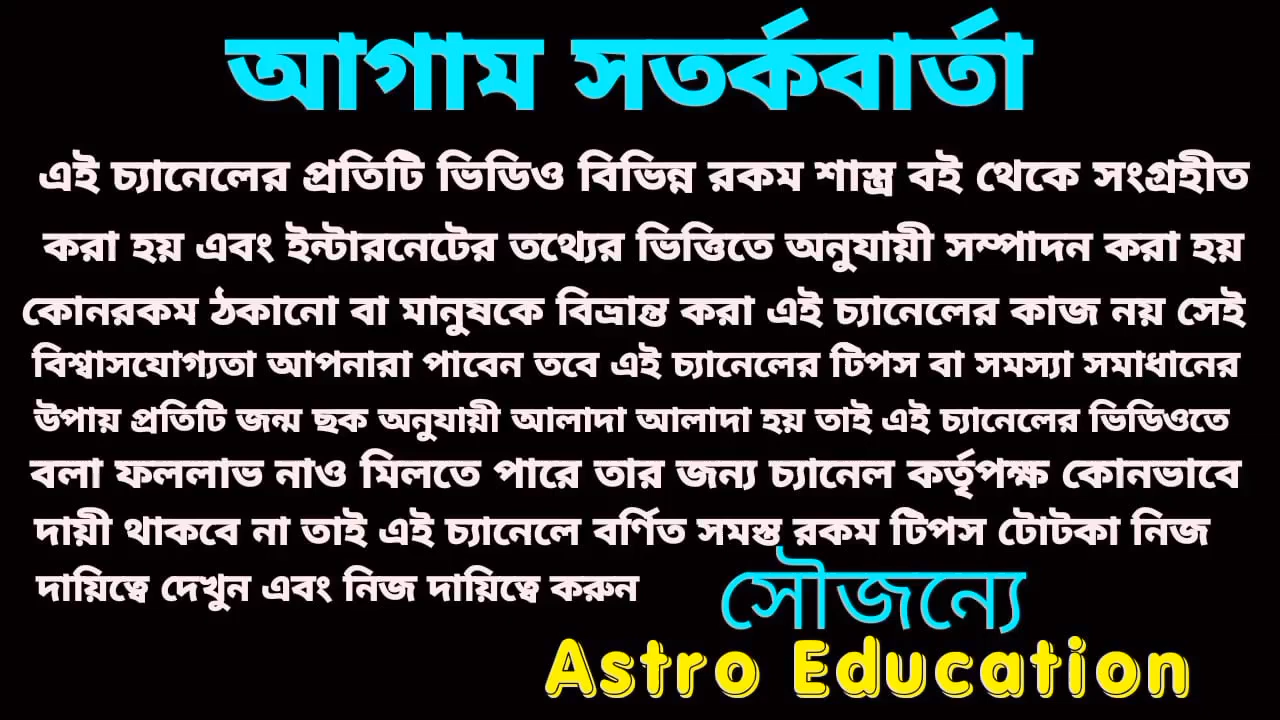 আগাম সতর্কবার্তা
এই চ্যানেলের প্রতিটি ভিডিও বিভিন্ন রকম শাস্ত্র বই থেকে সংগ্রহীত
করা হয় এবং ইন্টারনেটের তথ্যের ভিত্তিতে অনুযায়ী সম্পাদন করা হয়
কোনরকম ঠকানো বা মানুষকে বিভ্রান্ত করা এই চ্যানেলের কাজ নয় সেই
বিশ্বাসযোগ্যতা আপনারা পাবেন তবে এই চ্যানেলের টিপস বা সমস্যা সমাধানের
উপায় প্রতিটি জন্ম ছক অনুযায়ী আলাদা আলাদা হয় তাই এই চ্যানেলের ভিডিওতে
বলা ফললাভ নাও মিলতে পারে তার জন্য চ্যানেল কর্তৃপক্ষ কোনভাবে
দায়ী থাকবে না তাই এই চ্যানেলে বর্ণিত সমস্ত রকম টিপস টোটকা নিজ
দায়িত্বে দেখুন এবং নিজ দায়িত্বে করুন
সৌজন্যে
Astro Education